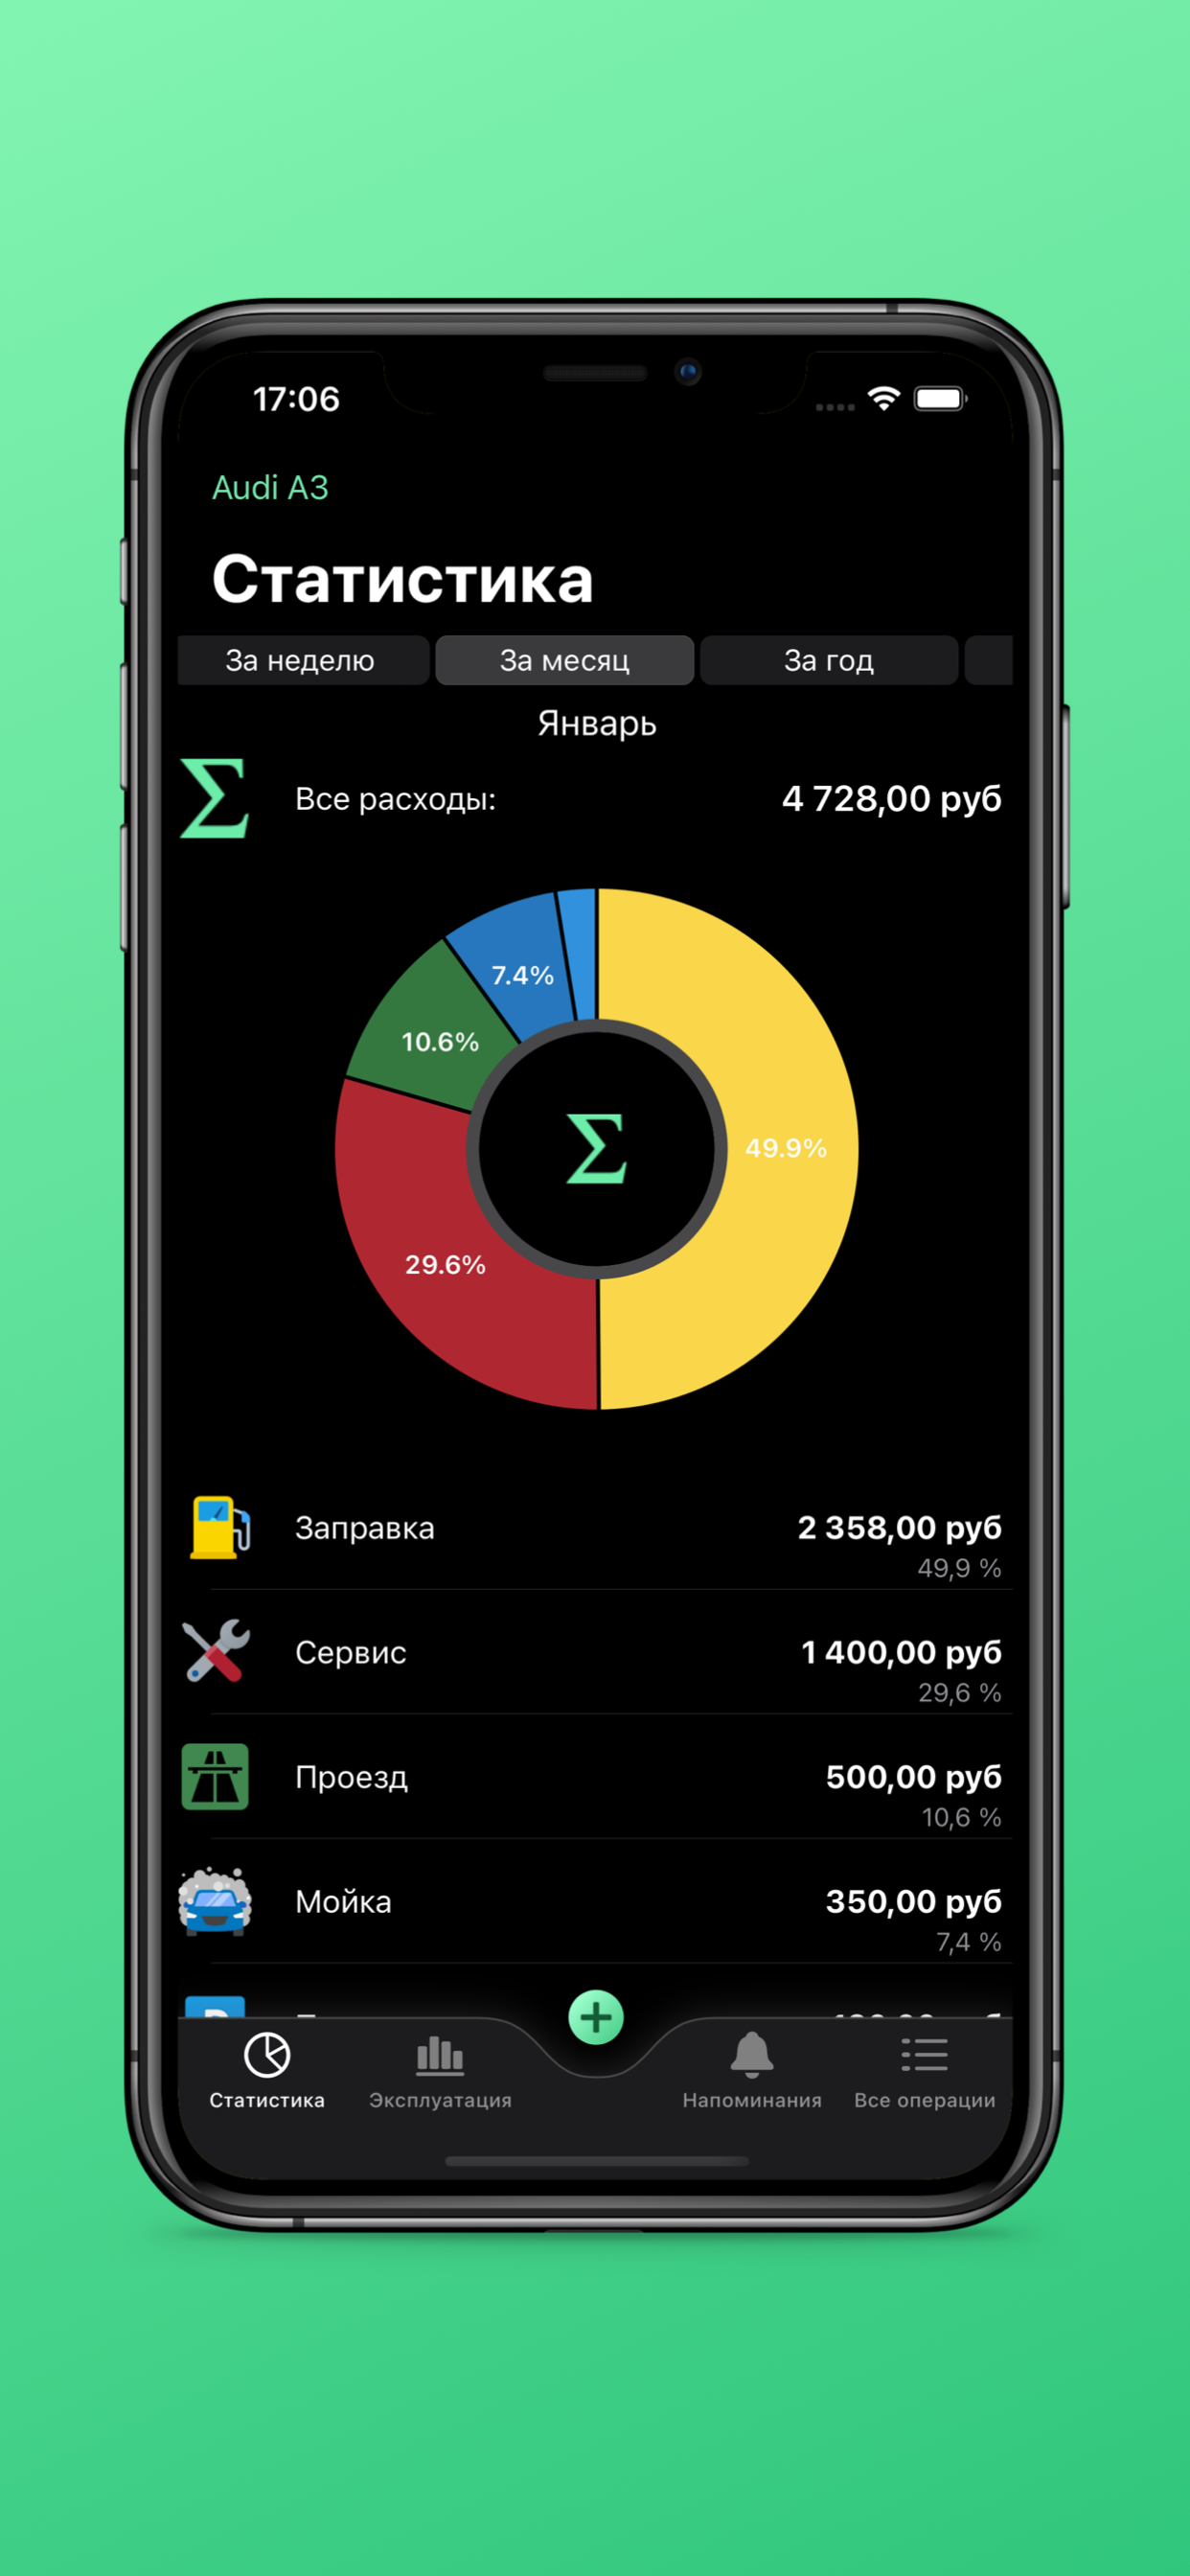 17:06
Audi A3
Статистика
За неделю За месяц За год
Январь
Σ Все расходы: 4 728,00 руб
7.4%
10.6%
Σ
49.9%
29.6%
Заправка 2 358,00 руб
49,9 %
Сервис 1 400,00 руб
29,6 %
Проезд 500,00 руб
10,6 %
Мойка 350,00 руб
7,4 %
Статистика Эксплуатация Напоминания Все операции